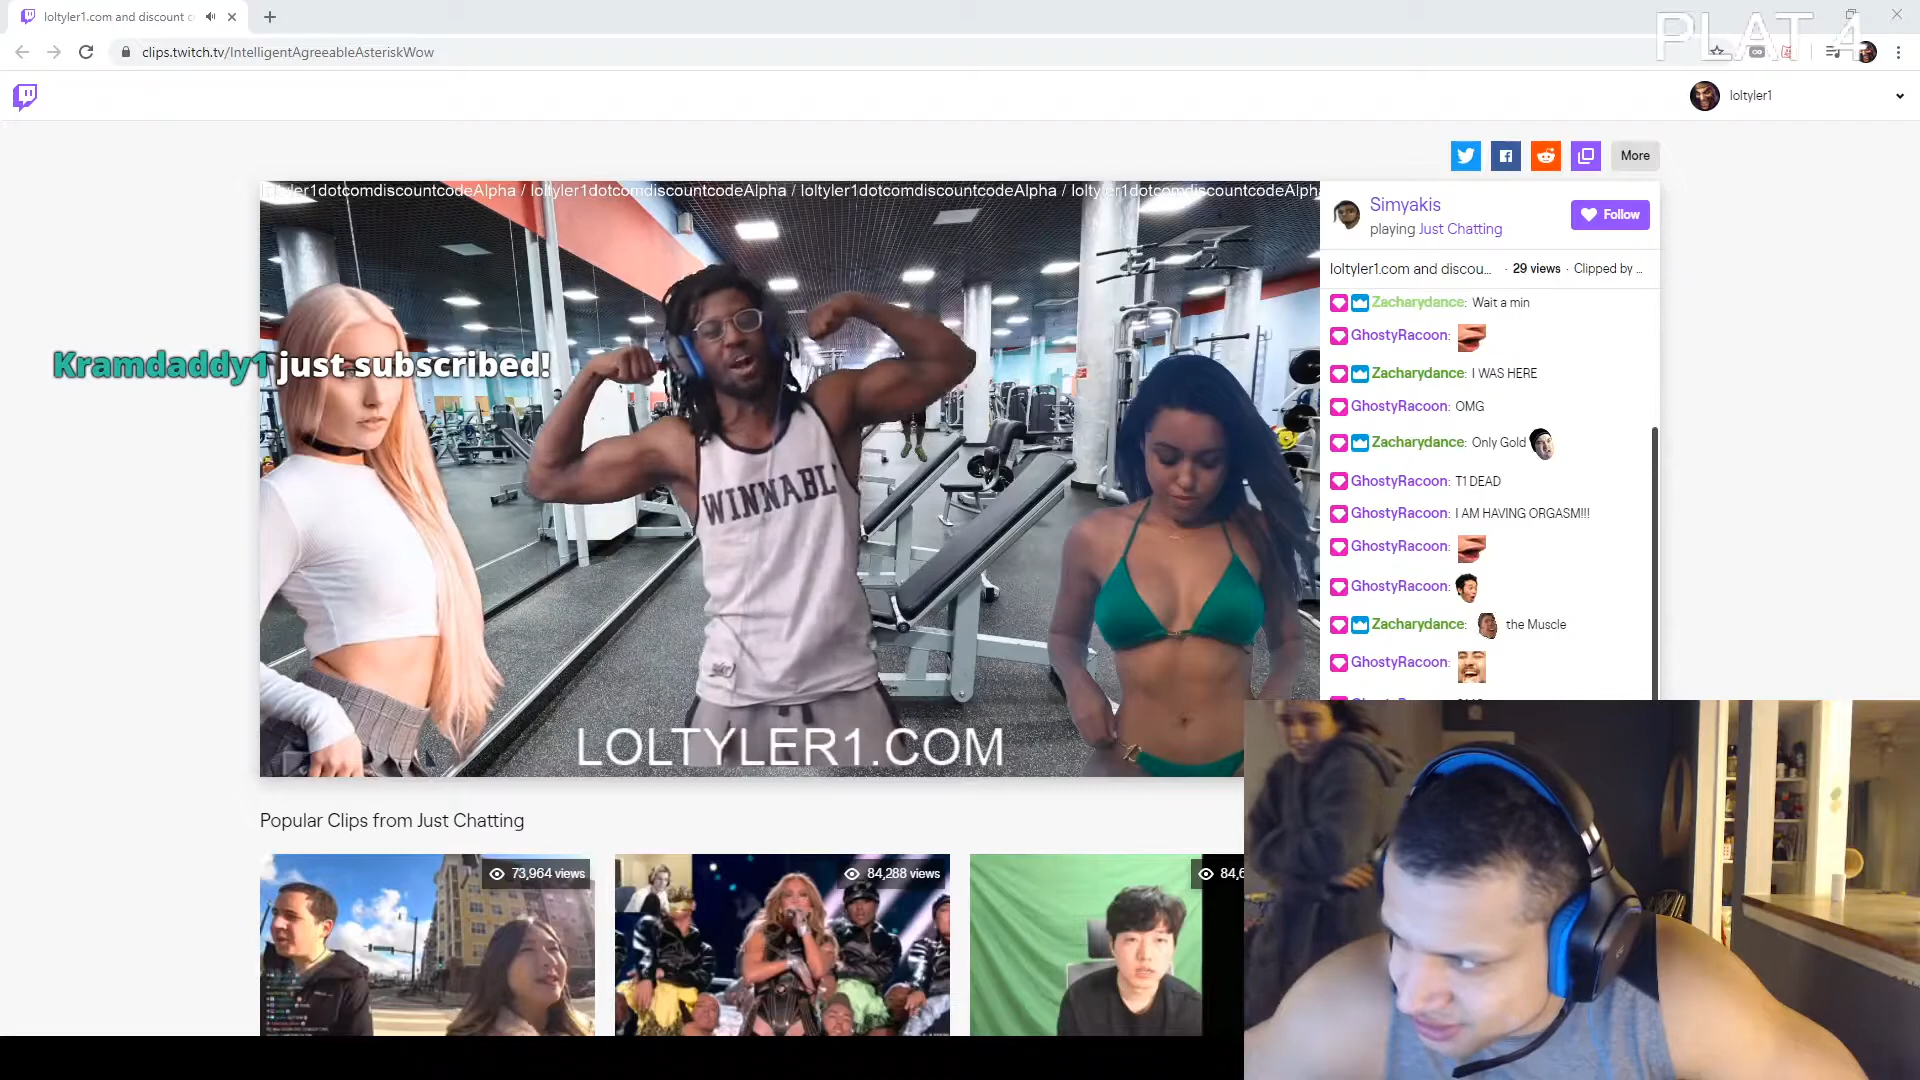 loltyler1.com and discount c
PLAT 4
clips.twitch.tv/IntelligentAgreeableAsteriskWow
loltyler1
More
loltyler1dotcomdiscountcodeAlpha / loltyler1dotcomdiscountcodeAlpha / loltyler1dotcomdiscountcodeAlpha / loltyler1dotcomdiscountcodeAlpha
Simyakis
Follow
playing Just Chatting
loltyler1.com and discou... · 29 views · Clipped by ...
Zacharydance: Wait a min
GhostyRacoon:
Kramdaddy1 just subscribed!
Zacharydance: I WAS HERE
GhostyRacoon: OMG
Zacharydance: Only Gold
GhostyRacoon: T1 DEAD
GhostyRacoon: I AM HAVING ORGASM!!!
GhostyRacoon:
GhostyRacoon:
Zacharydance: the Muscle
GhostyRacoon:
WINNABL
LOLTYLER1.COM
Popular Clips from Just Chatting
73,964 views
84,288 views
84,6